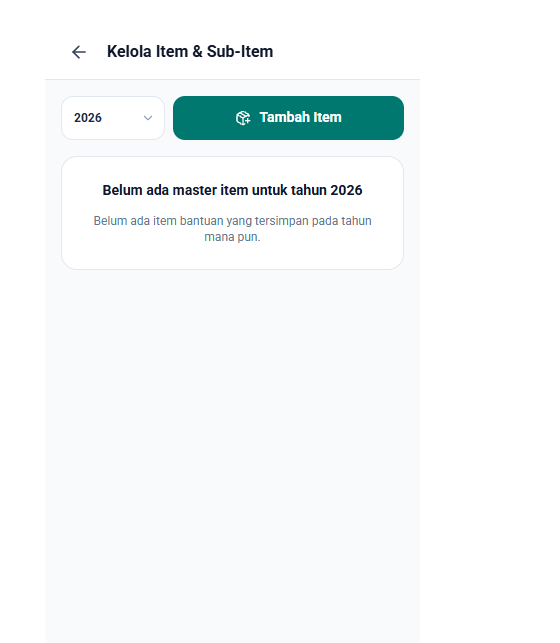 Kelola Item & Sub-Item
2026
Tambah Item
Belum ada master item untuk tahun 2026
Belum ada item bantuan yang tersimpan pada tahun
mana pun.